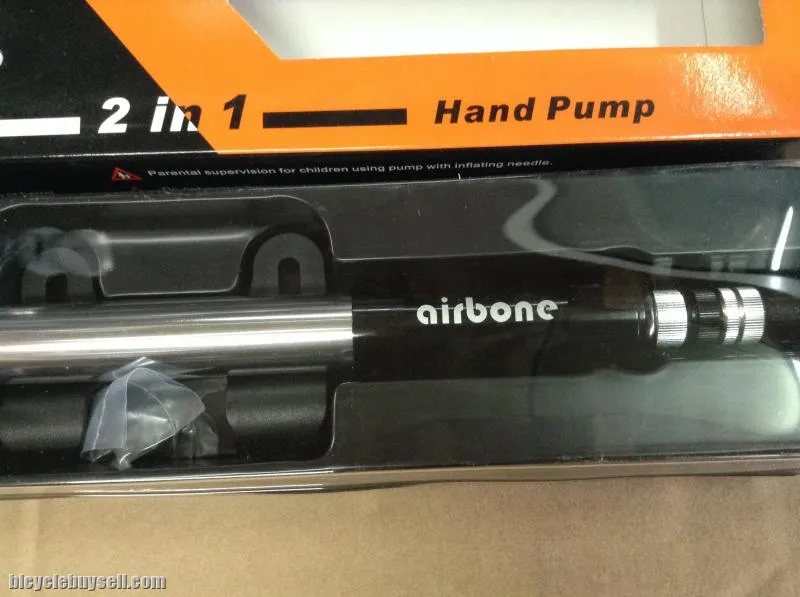 2 in 1 Hand Pump
Parental supervision for children using pump with inflating needle.
airbone
bicyclebuysell.com